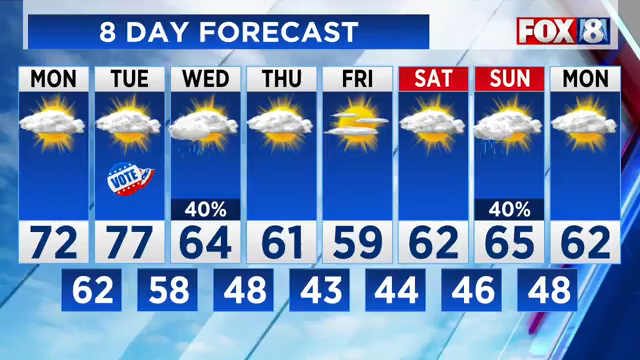 8 DAY FORECAST
FOX 8
MON TUE WED THU FRI SAT SUN MON
VOTE
40% 40%
72 77 64 61 59 62 65 62
62 58 48 43 44 46 48